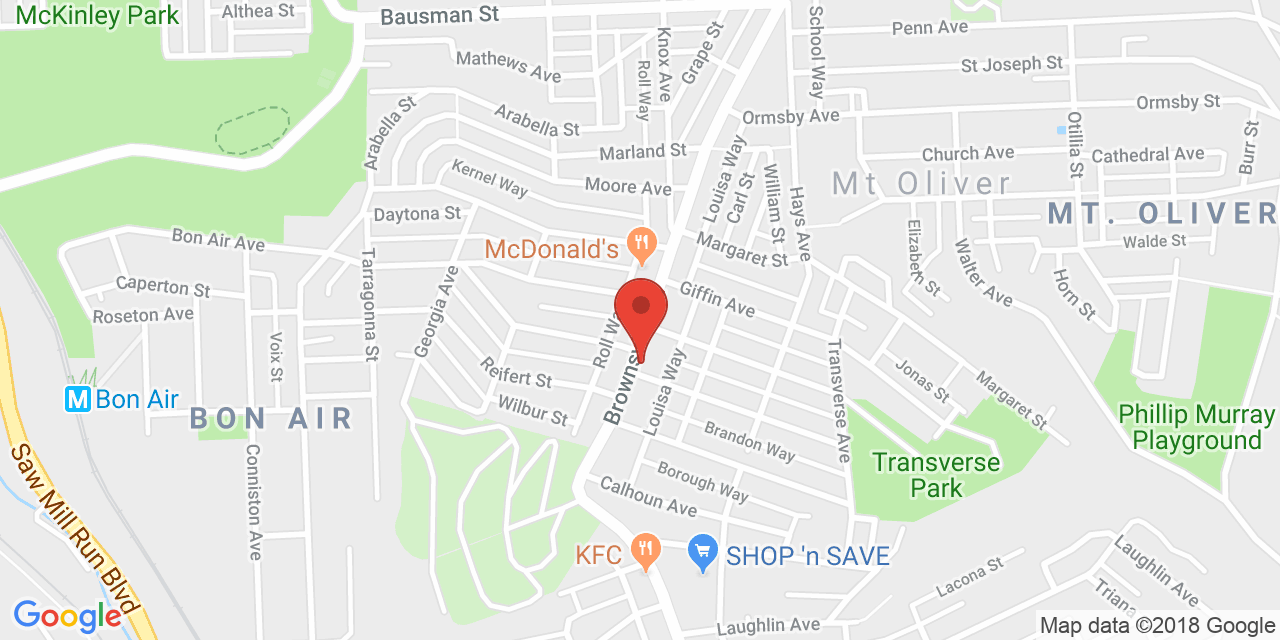 McKinley Park
Althea St
Bausman St
Mathews Ave
Knox Ave
Roll Way
Grape St
School Way
Penn Ave
St Joseph St
Ormsby St
Ormsby Ave
Otillia St
Burr St
Arabella St
Arabella St
Marland St
Moore Ave
Kernel Way
Louisa Way
Carl St
William St
Hays Ave
Church Ave
Cathedral Ave
Mt Oliver
MT. OLIVER
Daytona St
Bon Air Ave
McDonald's
Margaret St
Elizabeth St
Walter Ave
Walde St
Horn St
Caperton St
Roseton Ave
Tarragonna St
Georgia Ave
Giffin Ave
Voix St
Roll
Browns
Louisa Way
Reifert St
Wilbur St
Transverse Ave
Jonas St
Margaret St
Bon Air
BON AIR
Phillip Murray
Playground
Brandon Way
Transverse
Park
Borough Way
Calhoun Ave
Conniston Ave
Saw Mill Run Blvd
KFC
SHOP 'n SAVE
Lacona St
Laughlin Ave
Triana
Laughlin Ave
Google
Map data ©2018 Google